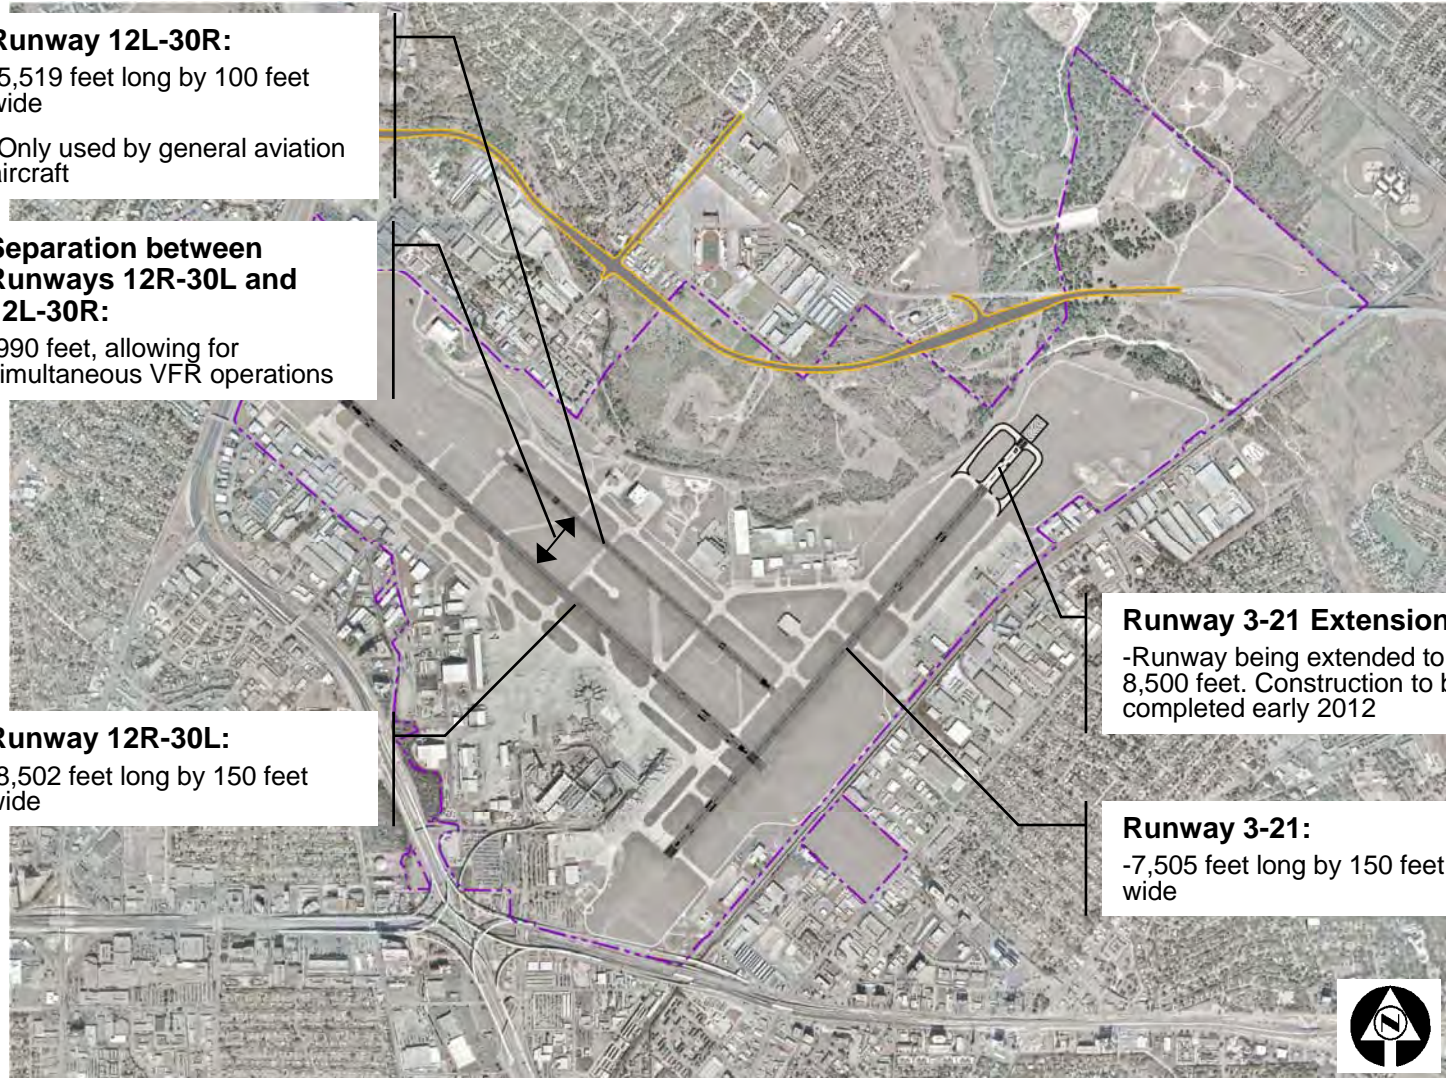 Runway 12L-30R:
5,519 feet long by 100 feet
wide
Only used by general aviation
aircraft
Separation between
Runways 12R-30L and
12L-30R:
990 feet, allowing for
simultaneous VFR operations
Runway 12R-30L:
8,502 feet long by 150 feet
wide
Runway 3-21 Extension
-Runway being extended to
8,500 feet. Construction to b
completed early 2012
Runway 3-21:
-7,505 feet long by 150 feet
wide
N